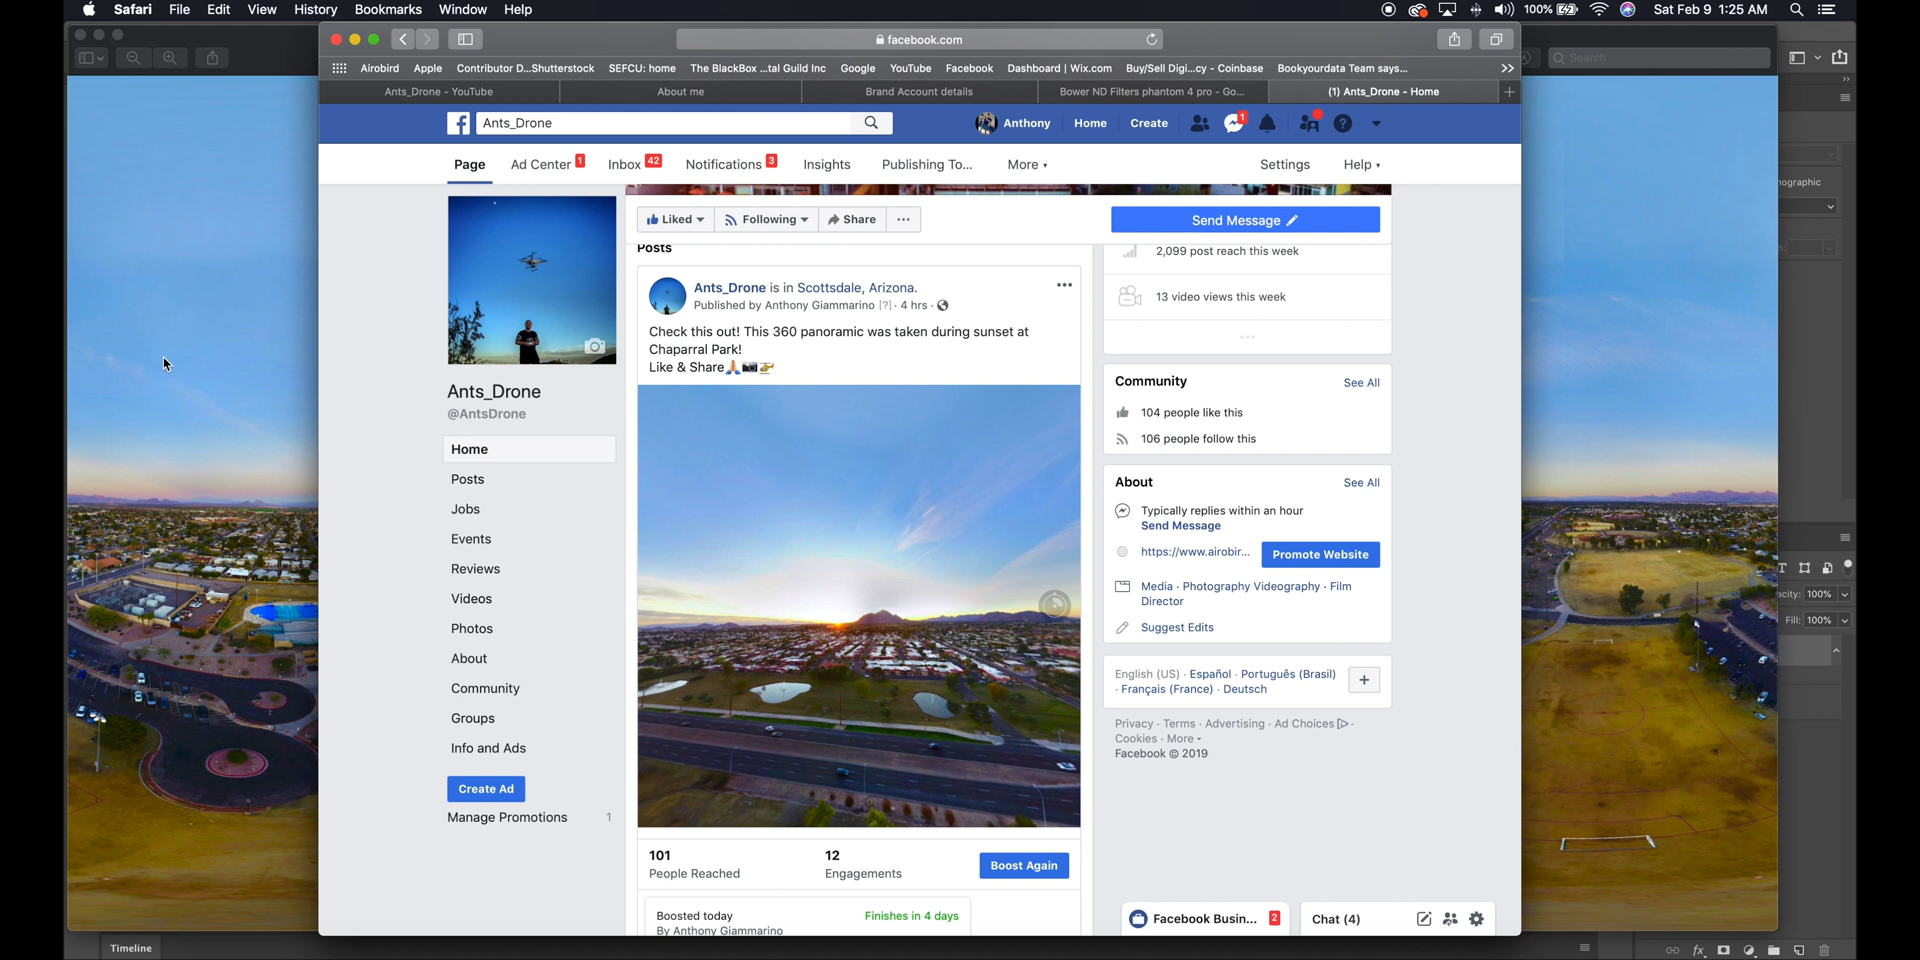 Safari File Edit View History Bookmarks Window Help
100% Sat Feb 9 1:25 AM
facebook.com
Search
Airobird Apple Contributor D...Shutterstock SEFCU: home The BlackBox ...tal Guild Inc Google YouTube Facebook Dashboard | Wix.com Buy/Sell Digi...cy - Coinbase Bookyourdata Team says...
Ants_Drone - YouTube About me Brand Account details Bower ND Filters phantom 4 pro - Go... (1) Ants_Drone - Home
Ants_Drone
Anthony Home Create 1
Page Ad Center 1 Inbox 42 Notifications 3 Insights Publishing To... More Settings Help
nographic
Liked Following Share ... Send Message
Posts
Ants_Drone is in Scottsdale, Arizona.
Published by Anthony Giammarino [?] · 4 hrs ·
Check this out! This 360 panoramic was taken during sunset at
Chaparral Park!
Like & Share🙏📷🚁
Ants_Drone
@AntsDrone
Home
Posts
Jobs
Events
Reviews
Videos
Photos
About
Community
Groups
Info and Ads
Create Ad
Manage Promotions 1
101
People Reached
12
Engagements
Boost Again
Boosted today
By Anthony Giammarino
Finishes in 4 days
2,099 post reach this week
13 video views this week
Community See All
104 people like this
106 people follow this
About See All
Typically replies within an hour
Send Message
https://www.airobir... Promote Website
Media · Photography Videography · Film
Director
Suggest Edits
English (US) · Español · Português (Brasil)
· Français (France) · Deutsch
Privacy · Terms · Advertising · Ad Choices ·
Cookies · More
Facebook © 2019
Facebook Busin... 2 Chat (4)
acity: 100%
Fill: 100%
Timeline
fx